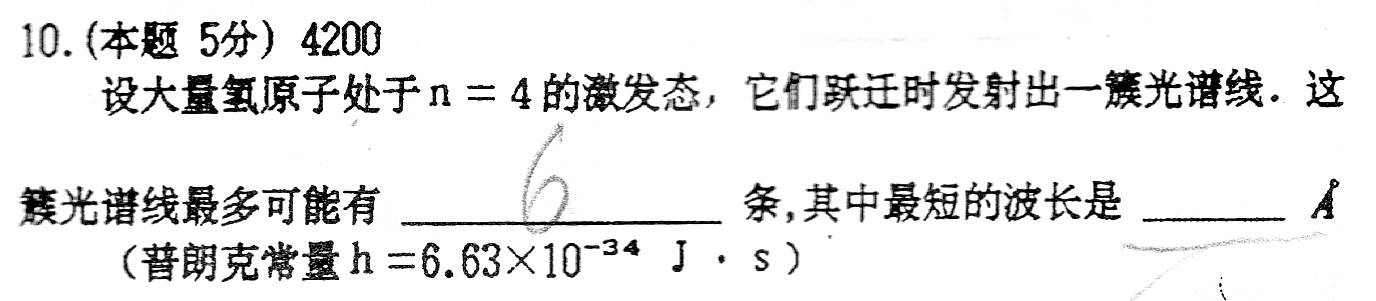 10.(本题 5分) 4200
设大量氢原子处于n=4的激发态，它们跃迁时发射出一簇光谱线．这
簇光谱线最多可能有 6 条,其中最短的波长是 ______ Å
(普朗克常量h=6.63×10⁻³⁴ J·s)